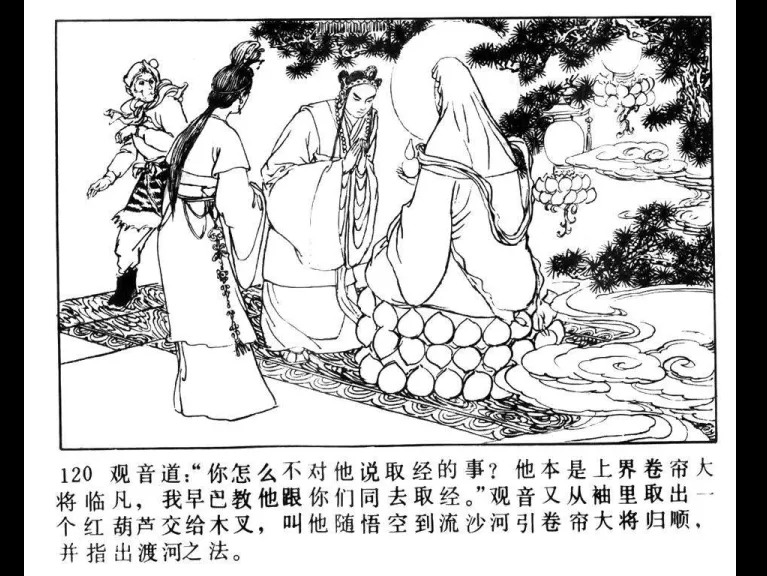 120 观音道:“你怎么不对他说取经的事? 他本是上界卷帘大
将临凡，我早已教他跟你们同去取经。”观音又从袖里取出一
个红葫芦交给木叉，叫他随悟空到流沙河引卷帘大将归顺，
并指出渡河之法。